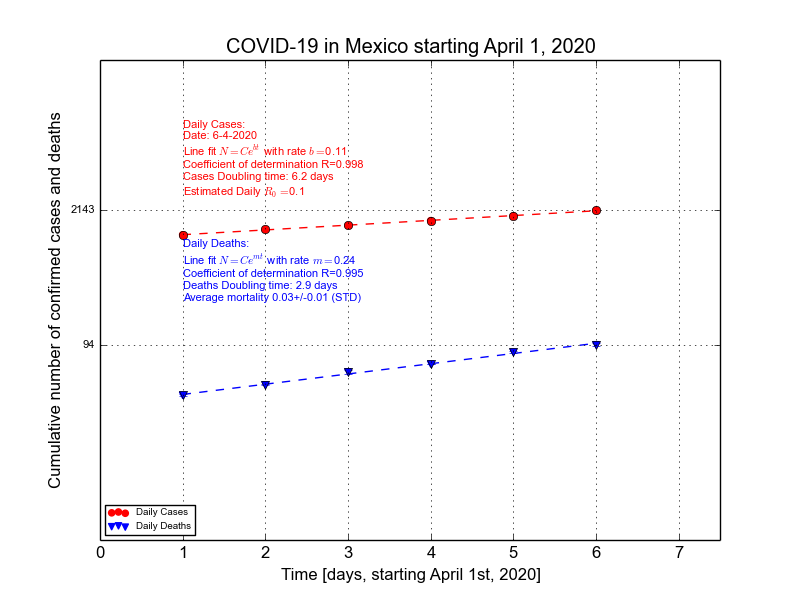 COVID-19 in Mexico starting April 1, 2020
Cumulative number of confirmed cases and deaths
Daily Cases:
Date: 6-4-2020
Line fit N=Ce^{bt} with rate b=0.11
Coefficient of determination R=0.998
Cases Doubling time: 6.2 days
Estimated Daily R_0=0.1
2143
Daily Deaths:
Line fit N=Ce^{mt} with rate m=0.24
Coefficient of determination R=0.995
Deaths Doubling time: 2.9 days
Average mortality 0.03+/-0.01 (STD)
94
Daily Cases
Daily Deaths
0 1 2 3 4 5 6 7
Time [days, starting April 1st, 2020]